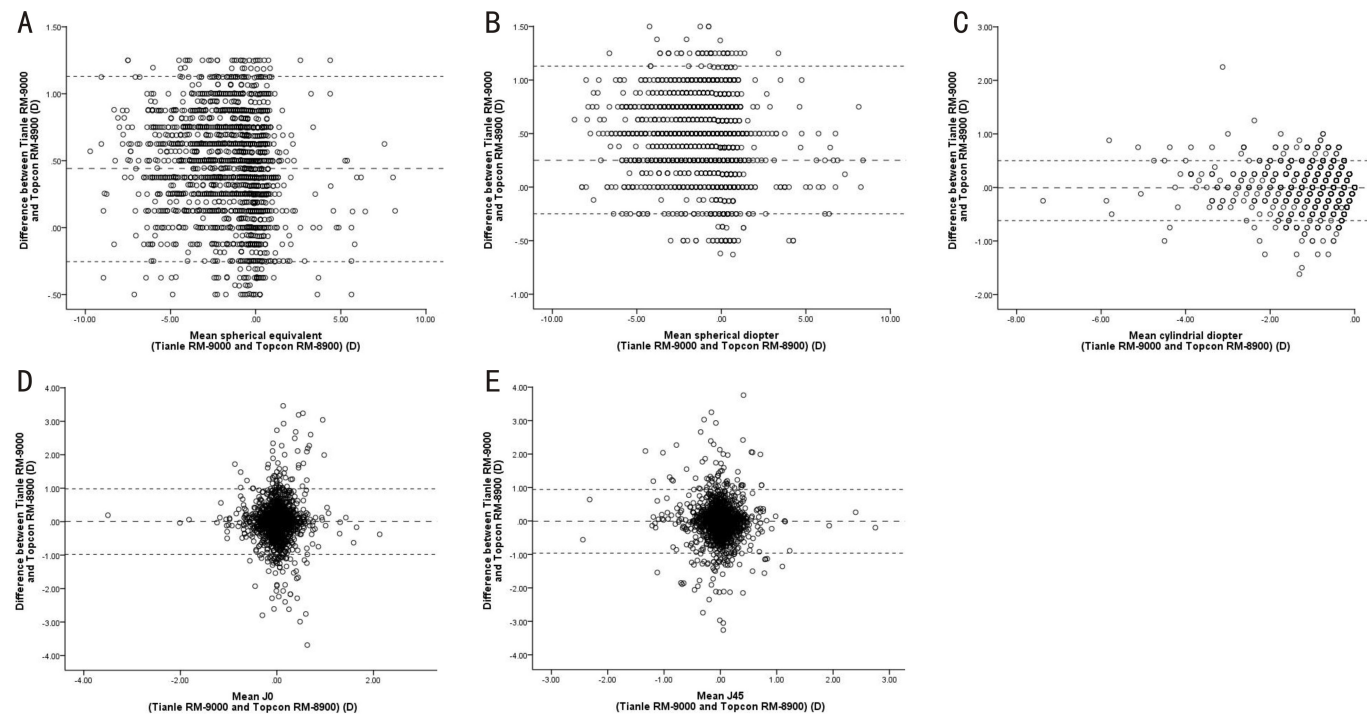 A
Difference between Tianle RM-9000
and Topcon RM-8900 (D)
1.50
1.00
.50
.00
-.50
-10.00 -5.00 .00 5.00 10.00
Mean spherical equivalent
(Tianle RM-9000 and Topcon RM-8900) (D)
B
Difference between Tianle RM-9000
and Topcon RM-8900 (D)
1.50
1.00
.50
.00
-.50
-1.00
-10.00 -5.00 .00 5.00 10.00
Mean spherical diopter
(Tianle RM-9000 and Topcon RM-8900) (D)
C
Difference between Tianle RM-9000
and Topcon RM-8900 (D)
3.00
2.00
1.00
.00
-1.00
-2.00
-8.00 -6.00 -4.00 -2.00 .00
Mean cylindrial diopter
(Tianle RM-9000 and Topcon RM-8900) (D)
D
Difference between Tianle RM-9000
and Topcon RM-8900 (D)
4.00
3.00
2.00
1.00
.00
-1.00
-2.00
-3.00
-4.00
-4.00 -2.00 .00 2.00
Mean J0
(Tianle RM-9000 and Topcon RM-8900) (D)
E
Difference between Tianle RM-9000
and Topcon RM-8900 (D)
4.00
3.00
2.00
1.00
.00
-1.00
-2.00
-3.00
-4.00
-3.00 -2.00 -1.00 .00 1.00 2.00 3.00
Mean J45
(Tianle RM-9000 and Topcon RM-8900) (D)